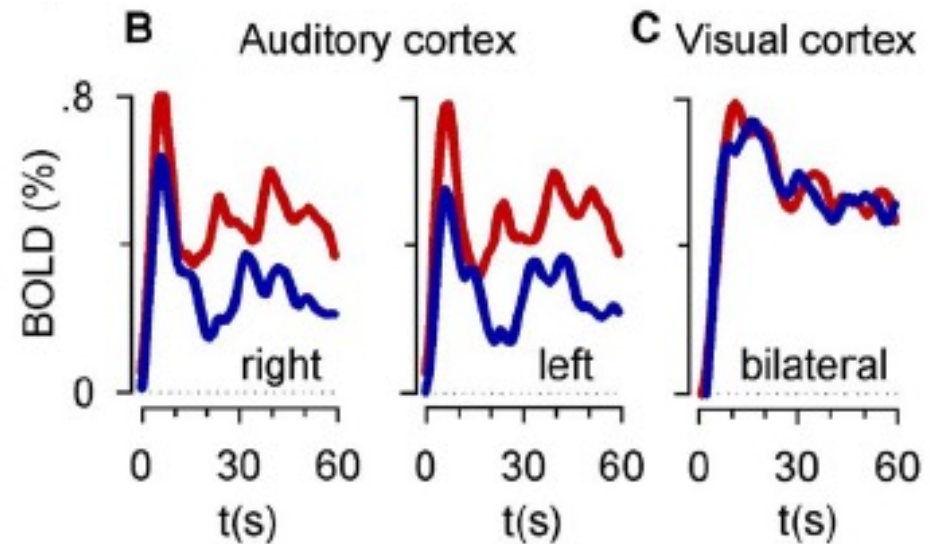 B Auditory cortex
C Visual cortex
BOLD (%)
.8
0
right
left
bilateral
0 30 60
0 30 60
0 30 60
t(s)
t(s)
t(s)